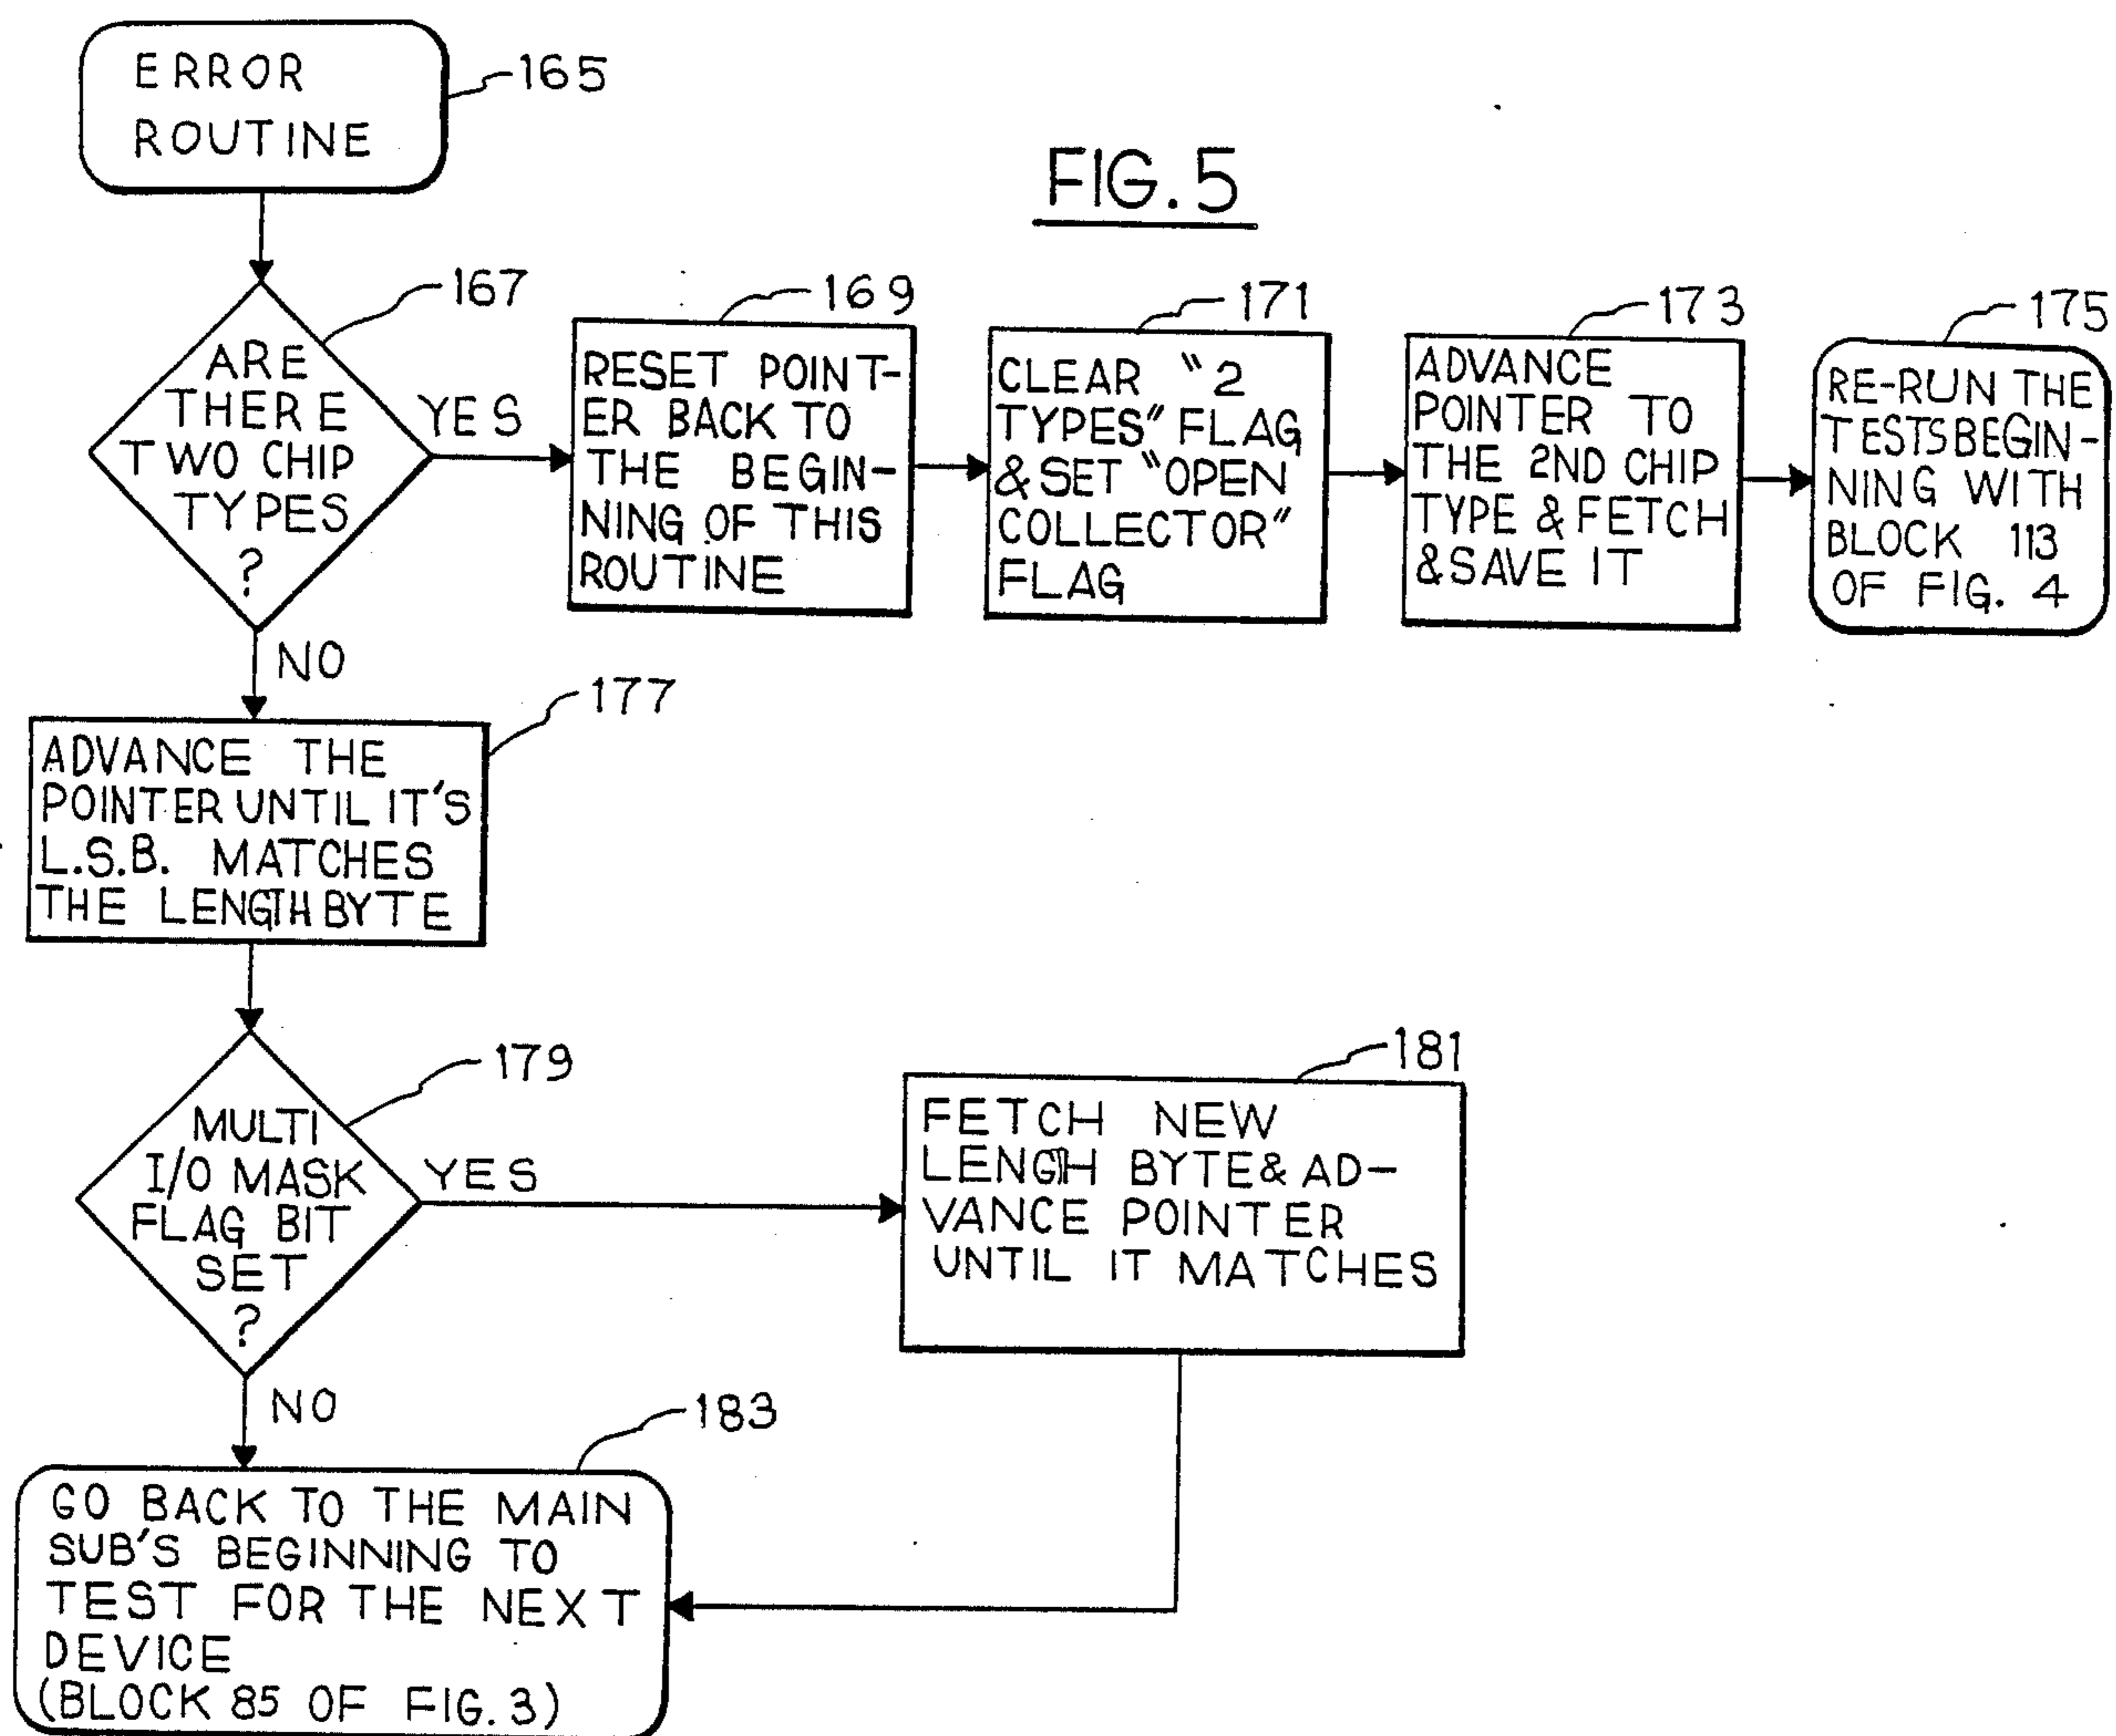 ERROR
ROUTINE
165
FIG. 5
167
ARE
THERE
TWO CHIP
TYPES
?
YES
169
RESET POINT-
ER BACK TO
THE BEGIN-
NING OF THIS
ROUTINE
171
CLEAR "2
TYPES" FLAG
& SET "OPEN
COLLECTOR"
FLAG
173
ADVANCE
POINTER TO
THE 2ND CHIP
TYPE & FETCH
& SAVE IT
175
RE-RUN THE
TESTS BEGIN-
NING WITH
BLOCK 113
OF FIG. 4
NO
177
ADVANCE THE
POINTER UNTIL IT'S
L.S.B. MATCHES
THE LENGTH BYTE
179
MULTI
I/O MASK
FLAG BIT
SET
?
YES
181
FETCH NEW
LENGTH BYTE & AD-
VANCE POINTER
UNTIL IT MATCHES
NO
183
GO BACK TO THE MAIN
SUB'S BEGINNING TO
TEST FOR THE NEXT
DEVICE
(BLOCK 85 OF FIG. 3)